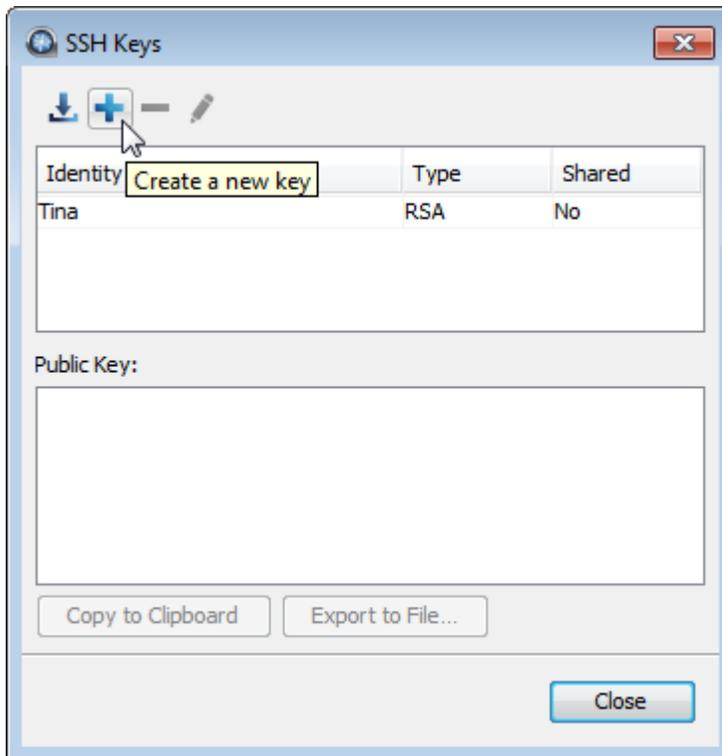 SSH Keys
Identity Type Shared
Create a new key
Tina RSA No
Public Key:
Copy to Clipboard Export to File...
Close